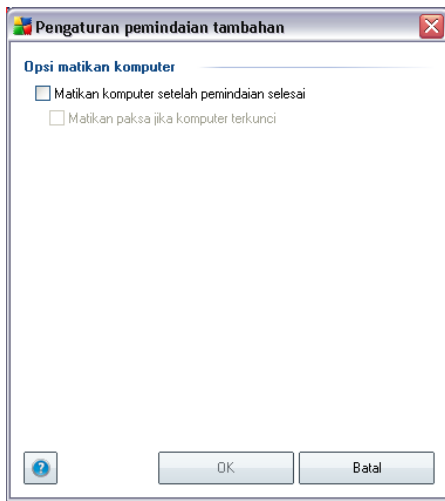 Pengaturan pemindaian tambahan
Opsi matikan komputer
Matikan komputer setelah pemindaian selesai
Matikan paksa jika komputer terkunci
?
OK
Batal